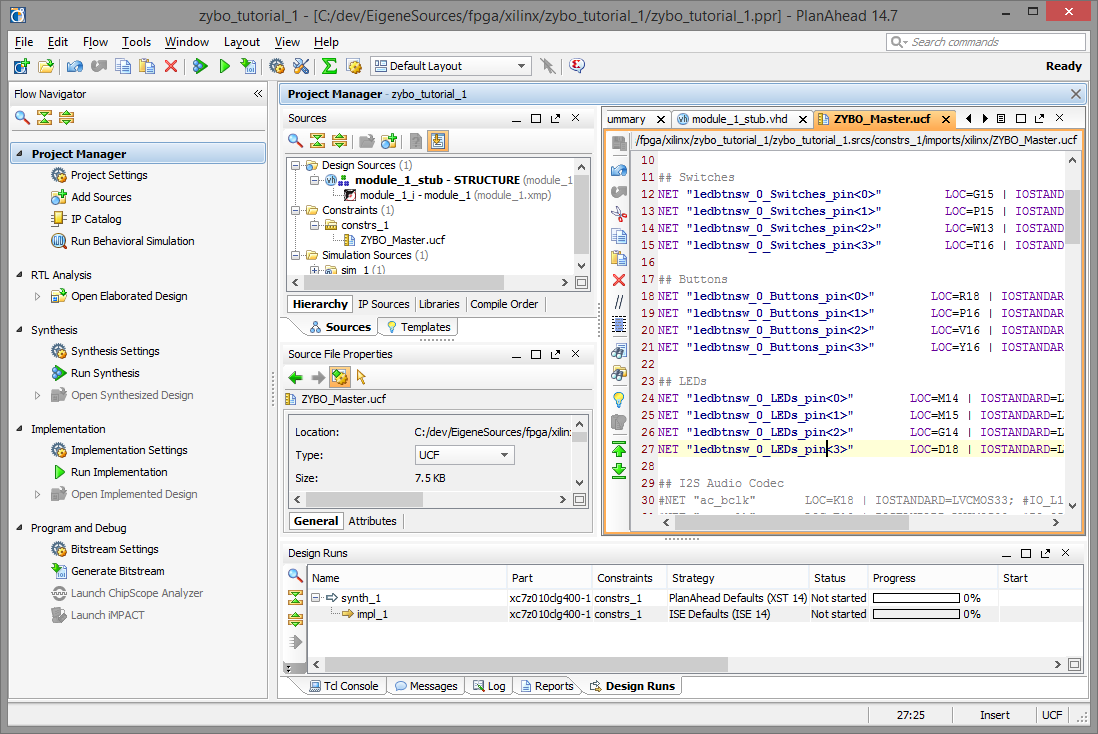 zybo_tutorial_1 - [C:/dev/EigeneSources/fpga/xilinx/zybo_tutorial_1/zybo_tutorial_1.ppr] - PlanAhead 14.7
File Edit Flow Tools Window Layout View Help
Search commands
Default Layout
Ready
Flow Navigator
Project Manager
Project Settings
Add Sources
IP Catalog
Run Behavioral Simulation
RTL Analysis
Open Elaborated Design
Synthesis
Synthesis Settings
Run Synthesis
Open Synthesized Design
Implementation
Implementation Settings
Run Implementation
Open Implemented Design
Program and Debug
Bitstream Settings
Generate Bitstream
Launch ChipScope Analyzer
Launch iMPACT
Project Manager - zybo_tutorial_1
Sources
Design Sources (1)
module_1_stub - STRUCTURE (module_1
module_1_i - module_1 (module_1.xmp)
Constraints (1)
constrs_1
ZYBO_Master.ucf
Simulation Sources (1)
sim_1 (1)
Hierarchy IP Sources Libraries Compile Order
Sources Templates
Source File Properties
ZYBO_Master.ucf
Location: C:/dev/EigeneSources/fpga/xilin
Type: UCF
Size: 7.5 KB
General Attributes
ummary module_1_stub.vhd ZYBO_Master.ucf
/fpga/xilinx/zybo_tutorial_1/zybo_tutorial_1.srcs/constrs_1/imports/xilinx/ZYBO_Master.ucf
10
11 ## Switches
12 NET "ledbtnsw_0_Switches_pin<0>" LOC=G15 | IOSTAND
13 NET "ledbtnsw_0_Switches_pin<1>" LOC=P15 | IOSTAND
14 NET "ledbtnsw_0_Switches_pin<2>" LOC=W13 | IOSTAND
15 NET "ledbtnsw_0_Switches_pin<3>" LOC=T16 | IOSTAND
16
17 ## Buttons
18 NET "ledbtnsw_0_Buttons_pin<0>" LOC=R18 | IOSTANDAR
19 NET "ledbtnsw_0_Buttons_pin<1>" LOC=P16 | IOSTANDAR
20 NET "ledbtnsw_0_Buttons_pin<2>" LOC=V16 | IOSTANDAR
21 NET "ledbtnsw_0_Buttons_pin<3>" LOC=Y16 | IOSTANDAR
22
23 ## LEDs
24 NET "ledbtnsw_0_LEDs_pin<0>" LOC=M14 | IOSTANDARD=L
25 NET "ledbtnsw_0_LEDs_pin<1>" LOC=M15 | IOSTANDARD=L
26 NET "ledbtnsw_0_LEDs_pin<2>" LOC=G14 | IOSTANDARD=L
27 NET "ledbtnsw_0_LEDs_pin<3>" LOC=D18 | IOSTANDARD=L
28
29 ## I2S Audio Codec
30 #NET "ac_bclk" LOC=K18 | IOSTANDARD=LVCMOS33; #IO_L1
Design Runs
Name Part Constraints Strategy Status Progress Start
synth_1 xc7z010clg400-1 constrs_1 PlanAhead Defaults (XST 14) Not started 0%
impl_1 xc7z010clg400-1 constrs_1 ISE Defaults (ISE 14) Not started 0%
Tcl Console Messages Log Reports Design Runs
27:25 Insert UCF